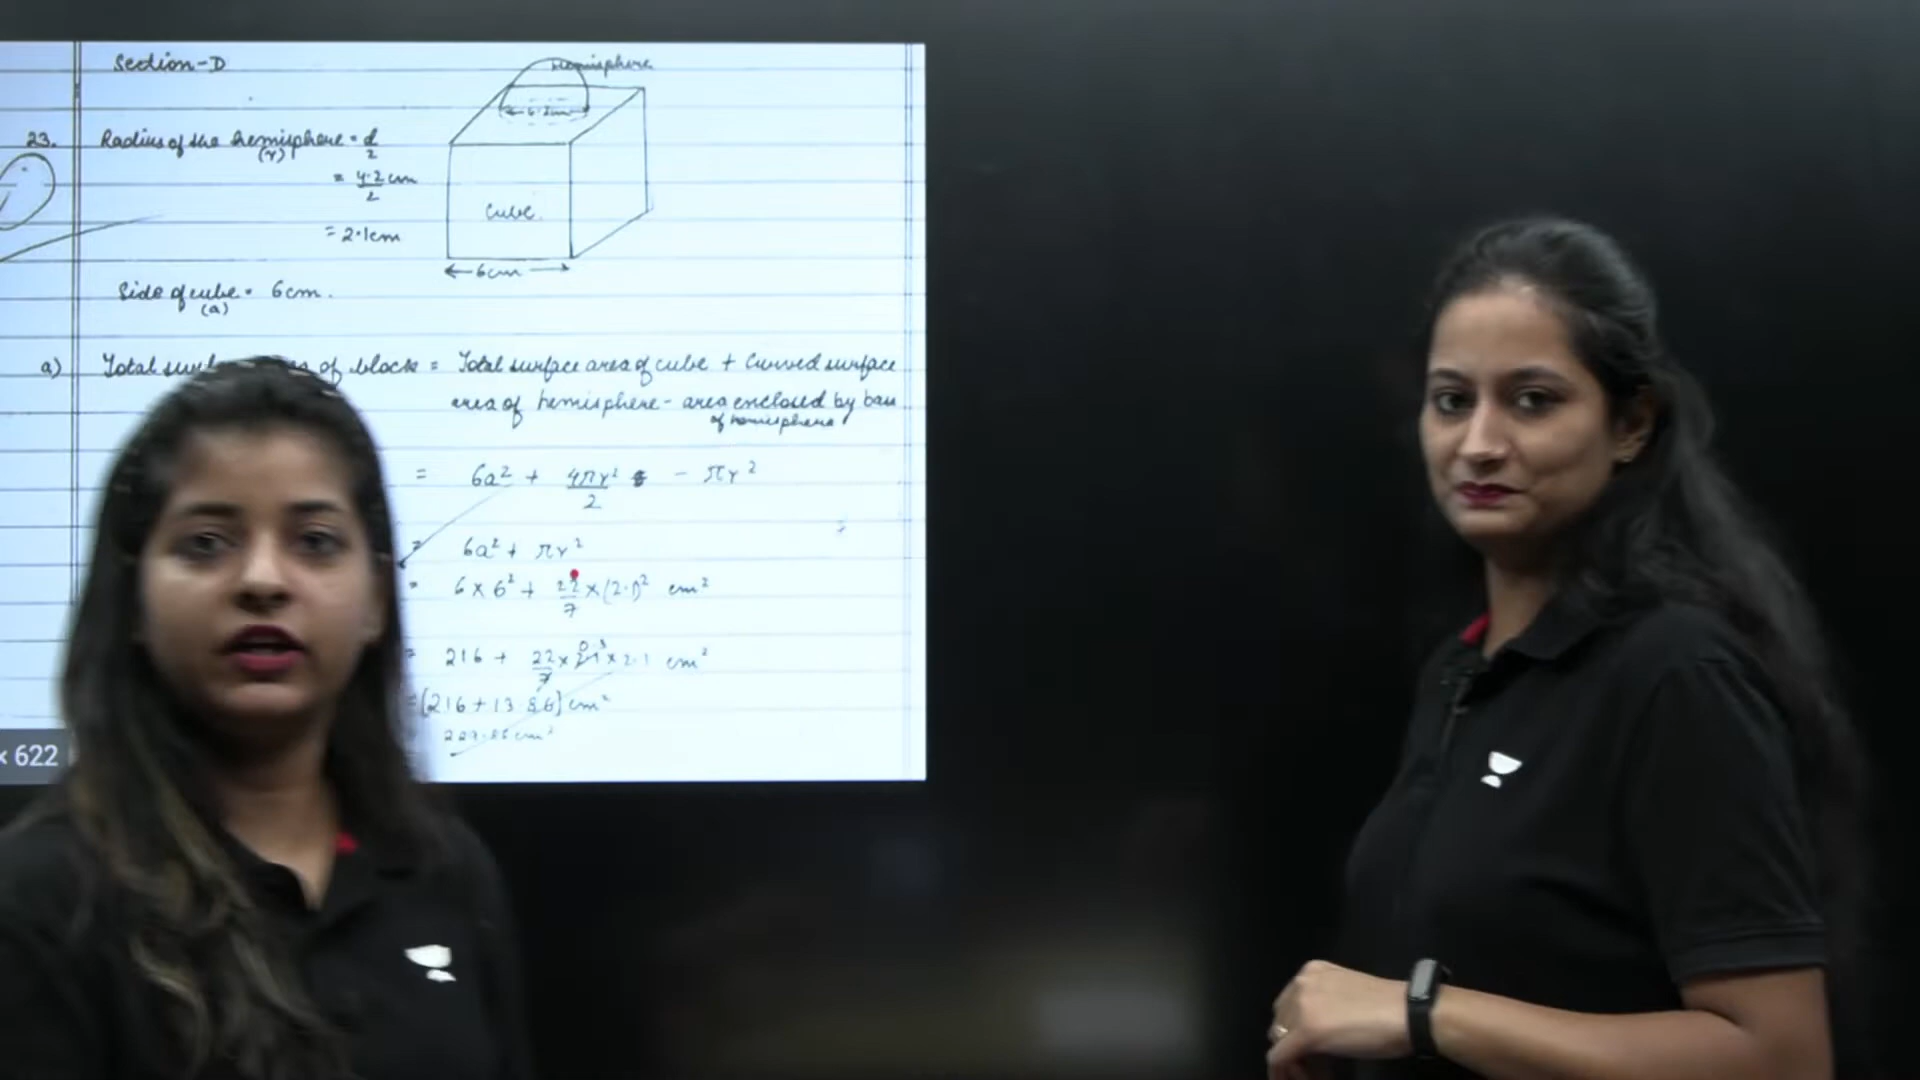 Section-D
Hemisphere
23. Radius of the hemisphere = d/2
(r)
= 4.2 cm/2
= 2.1cm
cube
6cm
Side of cube = 6cm.
(a)
a) Total of block = Total surface area of cube + Curved surface
area of hemisphere - area enclosed by base
of hemisphere
= 6a² + 4πr²/2 - πr²
= 6a² + πr²
= 6 x 6² + 22/7 x (2.1)² cm²
= 216 + 22/7 x 2.1 x 2.1 cm²
0.3
= (216 + 13.86) cm²
229.86 cm²
x 622